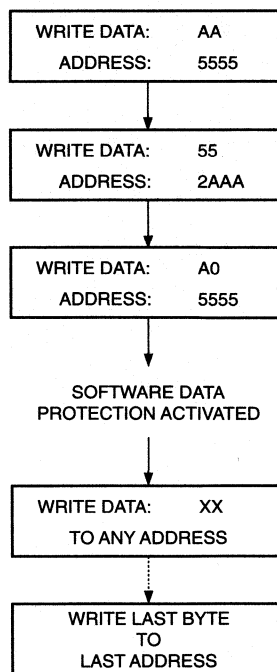 WRITE DATA: AA
ADDRESS: 5555
WRITE DATA: 55
ADDRESS: 2AAA
WRITE DATA: A0
ADDRESS: 5555
SOFTWARE DATA
PROTECTION ACTIVATED
WRITE DATA: XX
TO ANY ADDRESS
WRITE LAST BYTE
TO
LAST ADDRESS